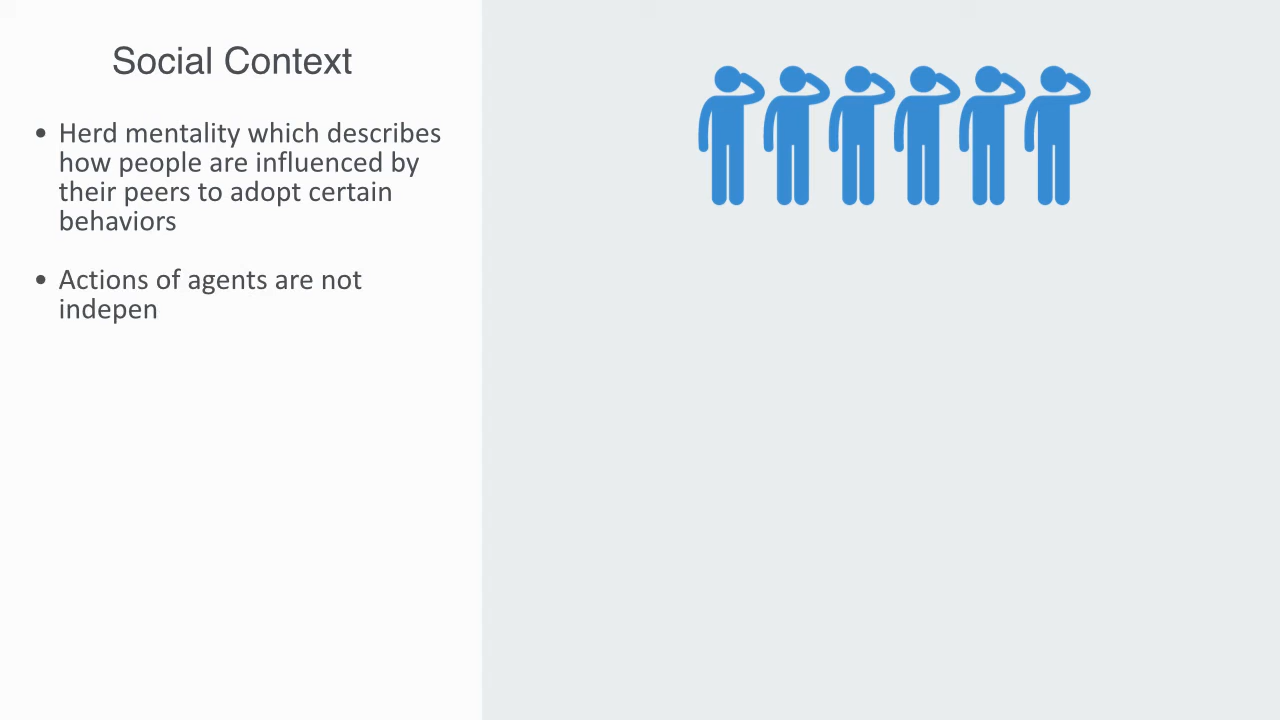 Social Context
• Herd mentality which describes
how people are influenced by
their peers to adopt certain
behaviors
• Actions of agents are not
indepen